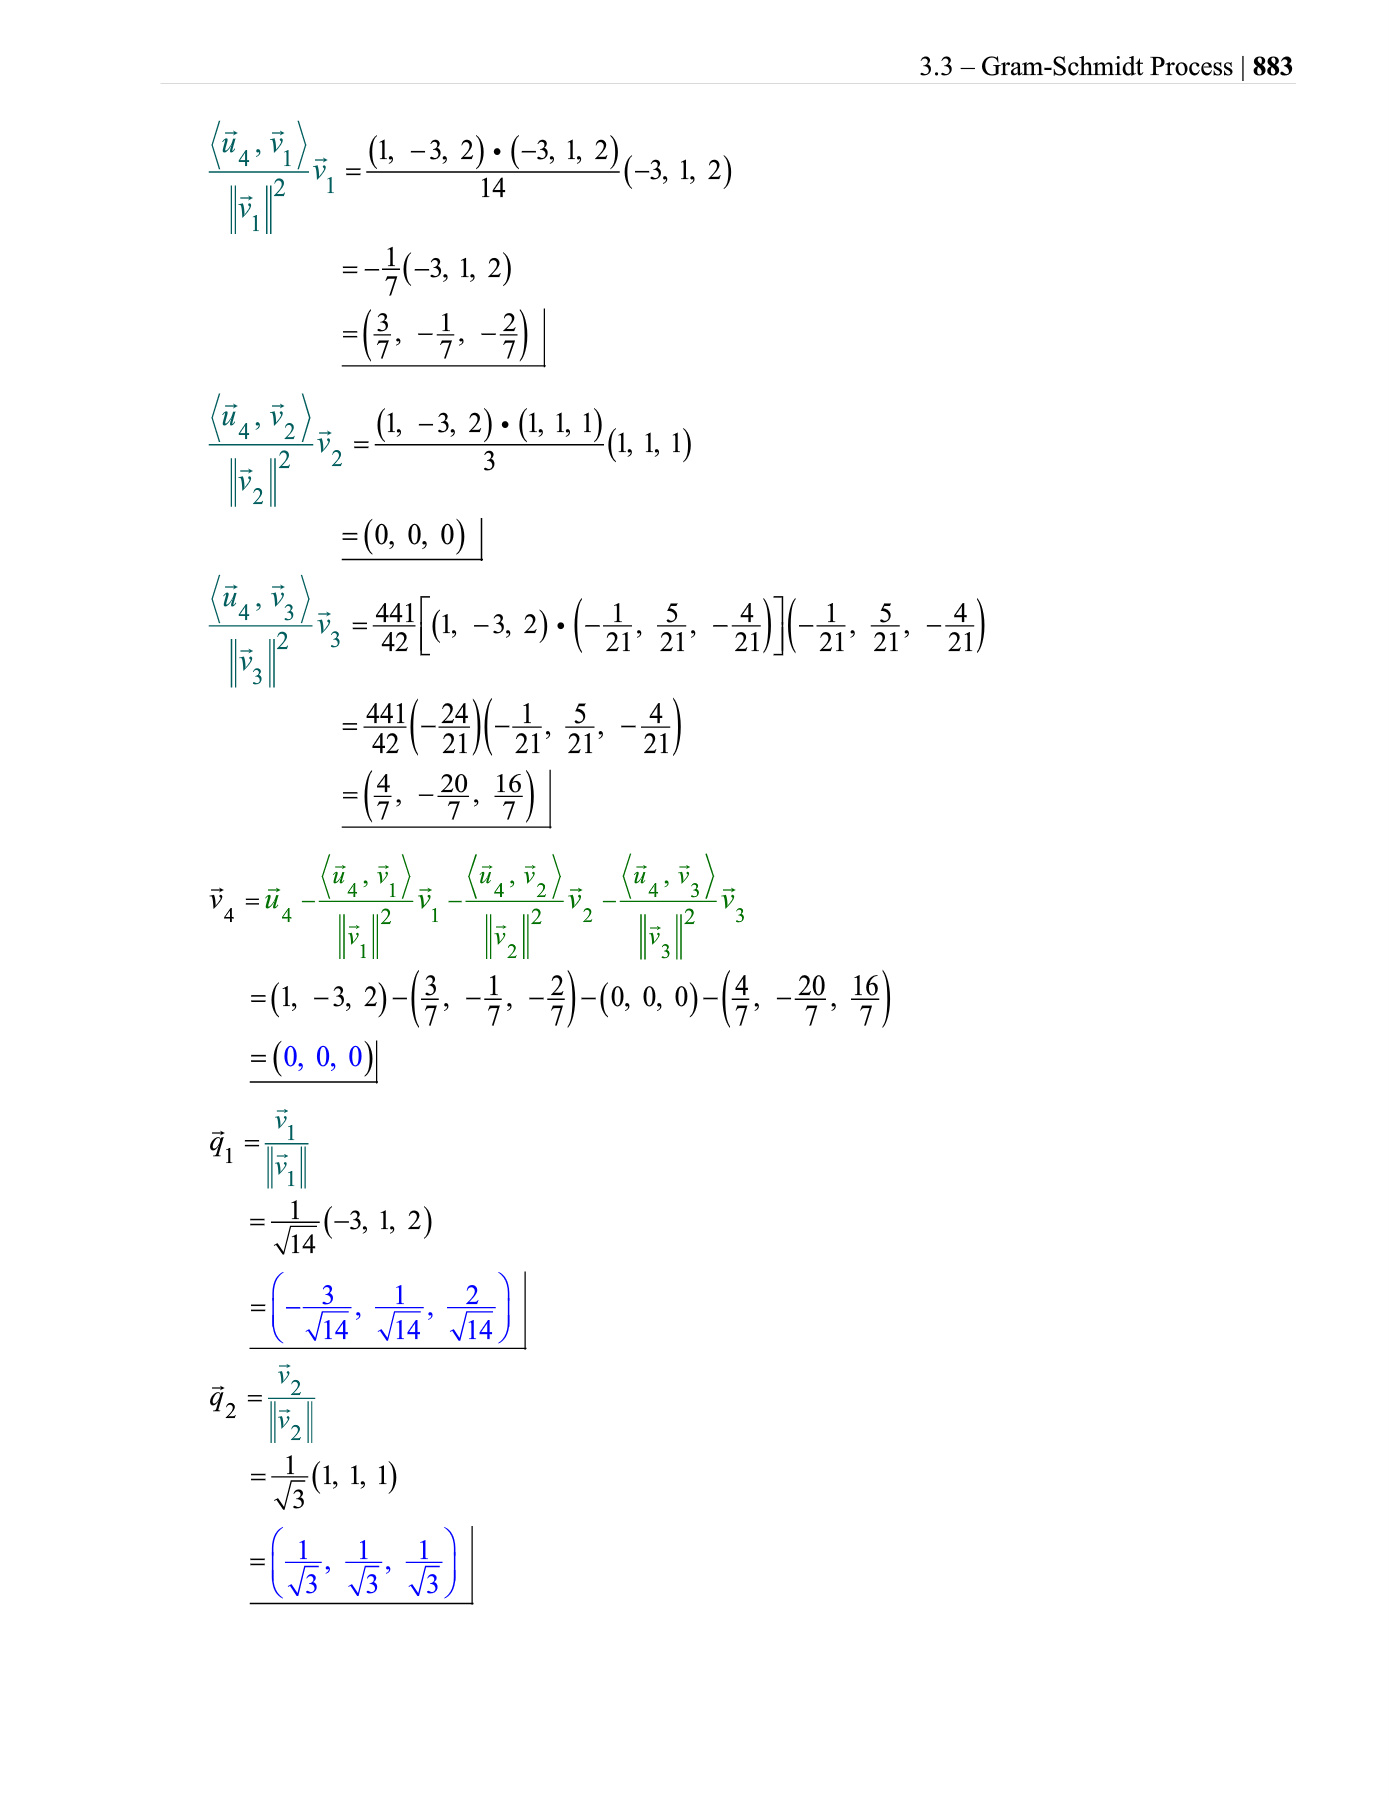 3.3 – Gram-Schmidt Process | 883
$\frac{\langle \vec{u}_4, \vec{v}_1 \rangle}{\|\vec{v}_1\|^2} \vec{v}_1 = \frac{(1, -3, 2) \bullet (-3, 1, 2)}{14} (-3, 1, 2)$
$= -\frac{1}{7} (-3, 1, 2)$
$= \left( \frac{3}{7}, -\frac{1}{7}, -\frac{2}{7} \right)$
$\frac{\langle \vec{u}_4, \vec{v}_2 \rangle}{\|\vec{v}_2\|^2} \vec{v}_2 = \frac{(1, -3, 2) \bullet (1, 1, 1)}{3} (1, 1, 1)$
$= (0, 0, 0)$
$\frac{\langle \vec{u}_4, \vec{v}_3 \rangle}{\|\vec{v}_3\|^2} \vec{v}_3 = \frac{441}{42} \left[ (1, -3, 2) \bullet \left( -\frac{1}{21}, \frac{5}{21}, -\frac{4}{21} \right) \right] \left( -\frac{1}{21}, \frac{5}{21}, -\frac{4}{21} \right)$
$= \frac{441}{42} \left( -\frac{24}{21} \right) \left( -\frac{1}{21}, \frac{5}{21}, -\frac{4}{21} \right)$
$= \left( \frac{4}{7}, -\frac{20}{7}, \frac{16}{7} \right)$
$\vec{v}_4 = \vec{u}_4 - \frac{\langle \vec{u}_4, \vec{v}_1 \rangle}{\|\vec{v}_1\|^2} \vec{v}_1 - \frac{\langle \vec{u}_4, \vec{v}_2 \rangle}{\|\vec{v}_2\|^2} \vec{v}_2 - \frac{\langle \vec{u}_4, \vec{v}_3 \rangle}{\|\vec{v}_3\|^2} \vec{v}_3$
$= (1, -3, 2) - \left( \frac{3}{7}, -\frac{1}{7}, -\frac{2}{7} \right) - (0, 0, 0) - \left( \frac{4}{7}, -\frac{20}{7}, \frac{16}{7} \right)$
$= (0, 0, 0)$
$\vec{q}_1 = \frac{\vec{v}_1}{\|\vec{v}_1\|}$
$= \frac{1}{\sqrt{14}} (-3, 1, 2)$
$= \left( -\frac{3}{\sqrt{14}}, \frac{1}{\sqrt{14}}, \frac{2}{\sqrt{14}} \right)$
$\vec{q}_2 = \frac{\vec{v}_2}{\|\vec{v}_2\|}$
$= \frac{1}{\sqrt{3}} (1, 1, 1)$
$= \left( \frac{1}{\sqrt{3}}, \frac{1}{\sqrt{3}}, \frac{1}{\sqrt{3}} \right)$